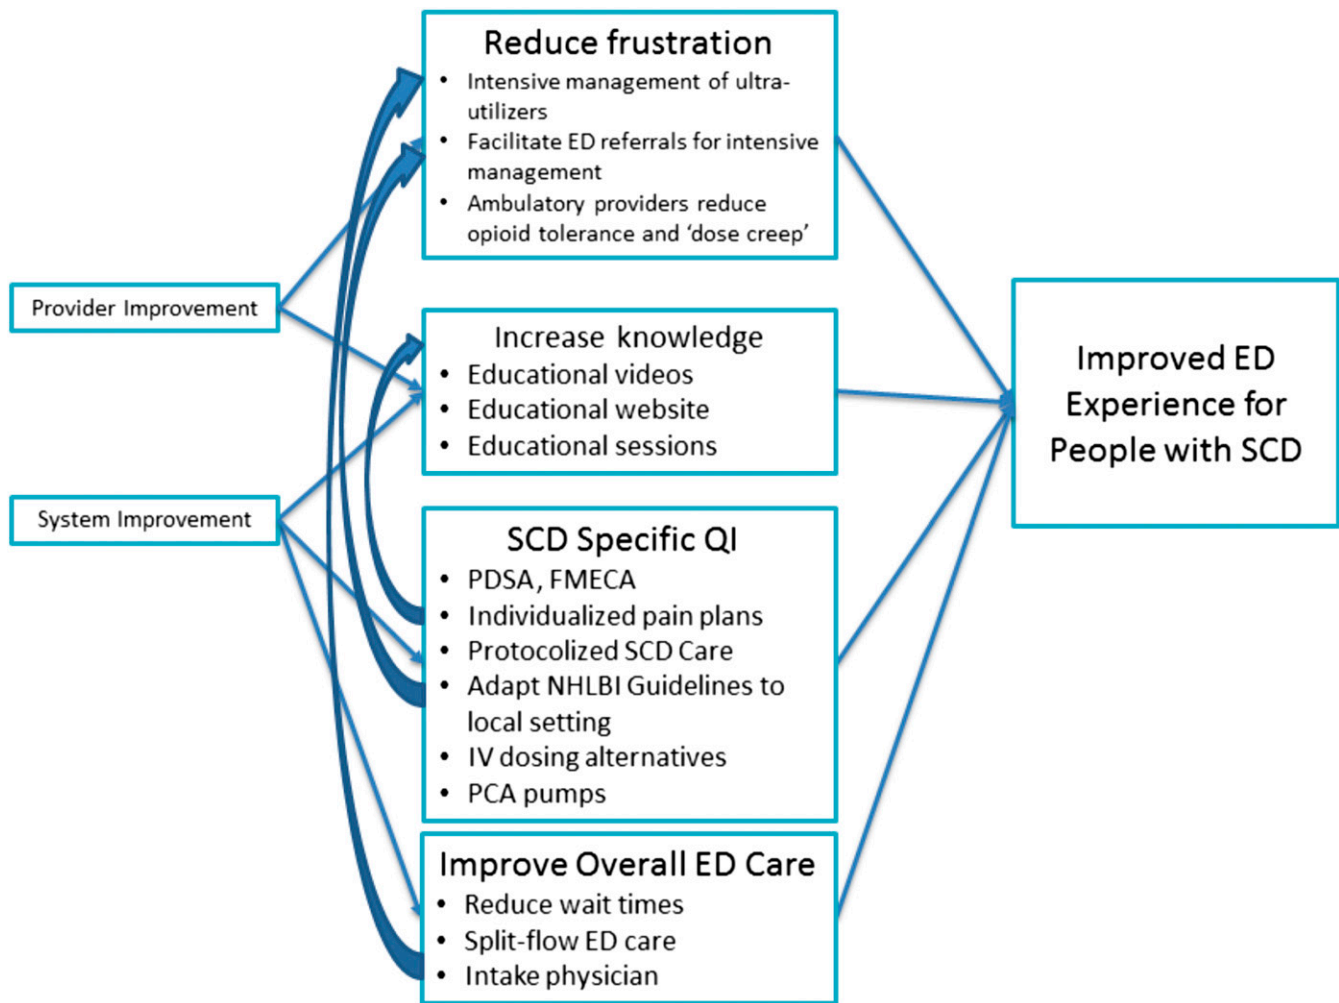 Reduce frustration
• Intensive management of ultra-
utilizers
• Facilitate ED referrals for intensive
management
• Ambulatory providers reduce
opioid tolerance and ‘dose creep’
Provider Improvement
Increase knowledge
• Educational videos
• Educational website
• Educational sessions
System Improvement
SCD Specific QI
• PDSA, FMECA
• Individualized pain plans
• Protocolized SCD Care
• Adapt NHLBI Guidelines to
local setting
• IV dosing alternatives
• PCA pumps
Improve Overall ED Care
• Reduce wait times
• Split-flow ED care
• Intake physician
Improved ED
Experience for
People with SCD